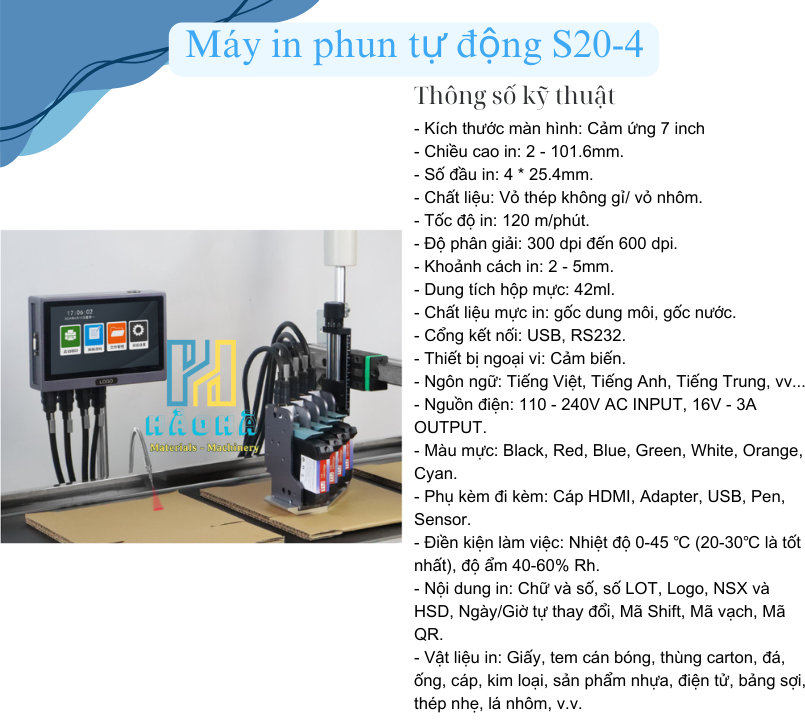 Máy in phun tự động S20-4
Thông số kỹ thuật
- Kích thước màn hình: Cảm ứng 7 inch
- Chiều cao in: 2 - 101.6mm.
- Số đầu in: 4 * 25.4mm.
- Chất liệu: Vỏ thép không gỉ/ vỏ nhôm.
- Tốc độ in: 120 m/phút.
- Độ phân giải: 300 dpi đến 600 dpi.
- Khoảnh cách in: 2 - 5mm.
- Dung tích hộp mực: 42ml.
- Chất liệu mực in: gốc dung môi, gốc nước.
- Cổng kết nối: USB, RS232.
- Thiết bị ngoại vi: Cảm biến.
- Ngôn ngữ: Tiếng Việt, Tiếng Anh, Tiếng Trung, vv...
- Nguồn điện: 110 - 240V AC INPUT, 16V - 3A
OUTPUT.
- Màu mực: Black, Red, Blue, Green, White, Orange,
Cyan.
- Phụ kèm đi kèm: Cáp HDMI, Adapter, USB, Pen,
Sensor.
- Điền kiện làm việc: Nhiệt độ 0-45 ℃ (20-30℃ là tốt
nhất), độ ẩm 40-60% Rh.
- Nội dung in: Chữ và số, số LOT, Logo, NSX và
HSD, Ngày/Giờ tự thay đổi, Mã Shift, Mã vạch, Mã
QR.
- Vật liệu in: Giấy, tem cán bóng, thùng carton, đá,
ống, cáp, kim loại, sản phẩm nhựa, điện tử, bảng sợi,
thép nhẹ, lá nhôm, v.v.
17:06:02
LOGO
HẢO HÀ
Materials - Machinery